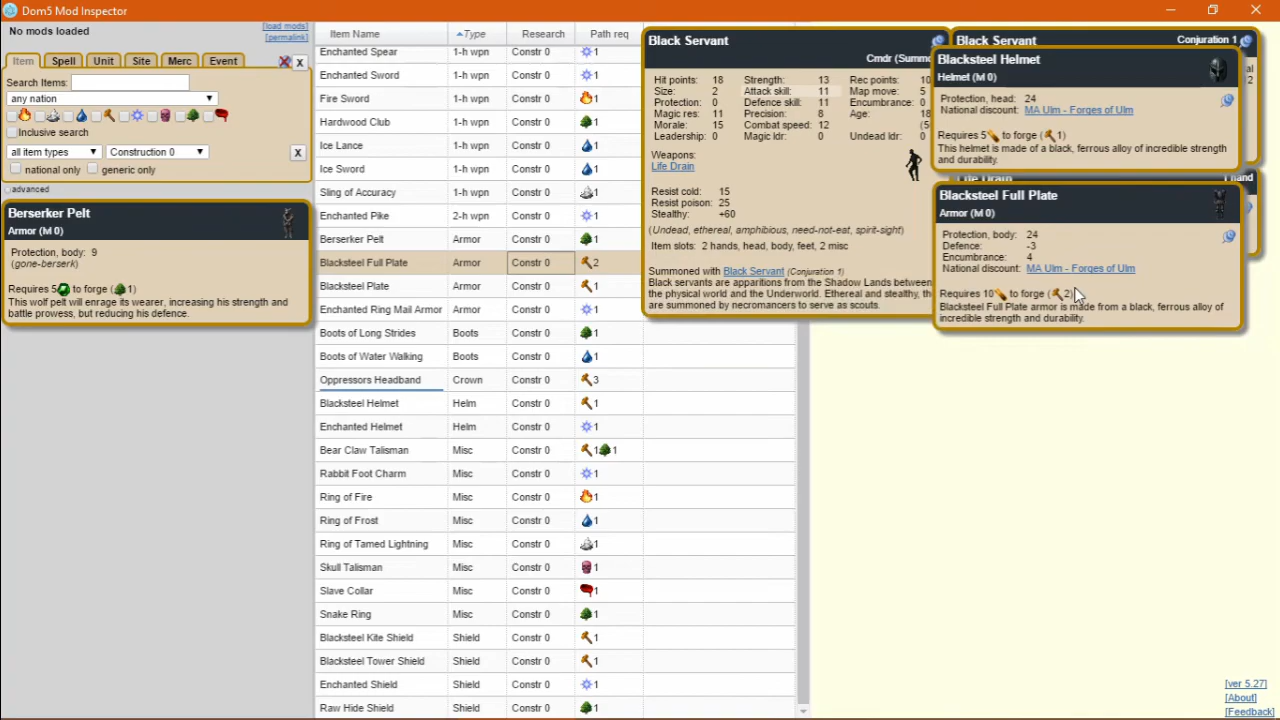 Dom5 Mod Inspector
No mods loaded
[load mods]
[permalink]
Item Spell Unit Site Merc Event x
Search Items:
any nation
Inclusive search
all item types Construction 0 x
national only generic only
advanced
Berserker Pelt
Armor (M 0)
Protection, body: 9
(gone-berserk)
Requires 5 to forge (1)
This wolf pelt will enrage its wearer, increasing his strength and
battle prowess, but reducing his defence.
Item Name Type Research Path req
Enchanted Spear 1-h wpn Constr 0 1
Enchanted Sword 1-h wpn Constr 0 1
Fire Sword 1-h wpn Constr 0 1
Hardwood Club 1-h wpn Constr 0 1
Ice Lance 1-h wpn Constr 0 1
Ice Sword 1-h wpn Constr 0 1
Sling of Accuracy 1-h wpn Constr 0 1
Enchanted Pike 2-h wpn Constr 0 1
Berserker Pelt Armor Constr 0 1
Blacksteel Full Plate Armor Constr 0 2
Blacksteel Plate Armor Constr 0 1
Enchanted Ring Mail Armor Armor Constr 0 1
Boots of Long Strides Boots Constr 0 1
Boots of Water Walking Boots Constr 0 1
Oppressors Headband Crown Constr 0 3
Blacksteel Helmet Helm Constr 0 1
Enchanted Helmet Helm Constr 0 1
Bear Claw Talisman Misc Constr 0 1 1
Rabbit Foot Charm Misc Constr 0 1
Ring of Fire Misc Constr 0 1
Ring of Frost Misc Constr 0 1
Ring of Tamed Lightning Misc Constr 0 1
Skull Talisman Misc Constr 0 1
Slave Collar Misc Constr 0 1
Snake Ring Misc Constr 0 1
Blacksteel Kite Shield Shield Constr 0 1
Blacksteel Tower Shield Shield Constr 0 1
Enchanted Shield Shield Constr 0 1
Raw Hide Shield Shield Constr 0 1
Black Servant
Cmdr (Summo
Hit points: 18 Strength: 13 Rec points: 10
Size: 2 Attack skill: 11 Map move: 5
Protection: 0 Defence skill: 11 Encumbrance: 0
Magic res: 11 Precision: 8 Age: 18
Morale: 15 Combat speed: 12 (5
Leadership: 0 Magic ldr: 0 Undead ldr: 0
Weapons:
Life Drain
Resist cold: 15
Resist poison: 25
Stealthy: +60
(Undead, ethereal, amphibious, need-not-eat, spirit-sight)
Item slots: 2 hands, head, body, feet, 2 misc
Summoned with Black Servant (Conjuration 1)
Black servants are apparitions from the Shadow Lands between
the physical world and the Underworld. Ethereal and stealthy, the
are summoned by necromancers to serve as scouts.
Black Servant Conjuration 1
Blacksteel Helmet
Helmet (M 0)
Protection, head: 24
National discount: MA Ulm - Forges of Ulm
Requires 5 to forge (1)
This helmet is made of a black, ferrous alloy of incredible strength
and durability.
Life Drain
Blacksteel Full Plate
Armor (M 0)
Protection, body: 24
Defence: -3
Encumbrance: 4
National discount: MA Ulm - Forges of Ulm
Requires 10 to forge (2)
Blacksteel Full Plate armor is made from a black, ferrous alloy of
incredible strength and durability.
[ver 5.27]
[About]
[Feedback]